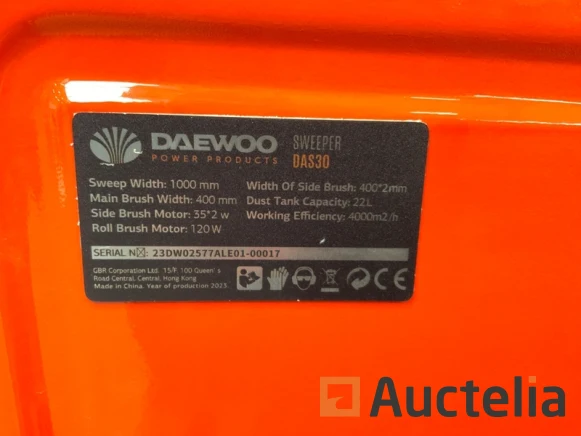 DAEWOO
POWER PRODUCTS
SWEEPER
DAS30
Sweep Width: 1000 mm
Main Brush Width: 400 mm
Side Brush Motor: 35*2 w
Roll Brush Motor: 120 W
Width Of Side Brush: 400*2mm
Dust Tank Capacity: 22L
Working Efficiency: 4000m2/h
SERIAL N: 23DW02577ALE01-00017
GBR Corporation Ltd. 15/F, 100 Queen's
Road Central, Central, Hong Kong
Made in China. Year of production 2023
CE
Auctelia